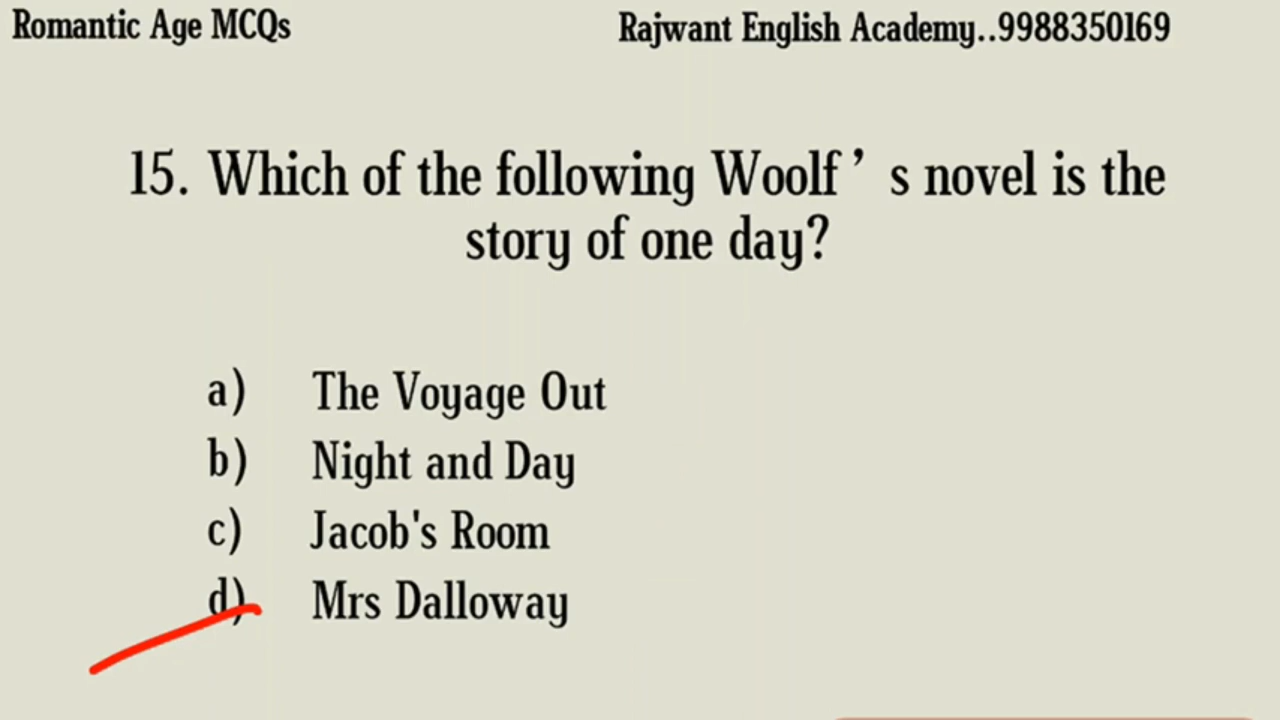 Romantic Age MCQs
Rajwant English Academy..9988350169
15. Which of the following Woolf ’ s novel is the
story of one day?
a) The Voyage Out
b) Night and Day
c) Jacob's Room
d) Mrs Dalloway